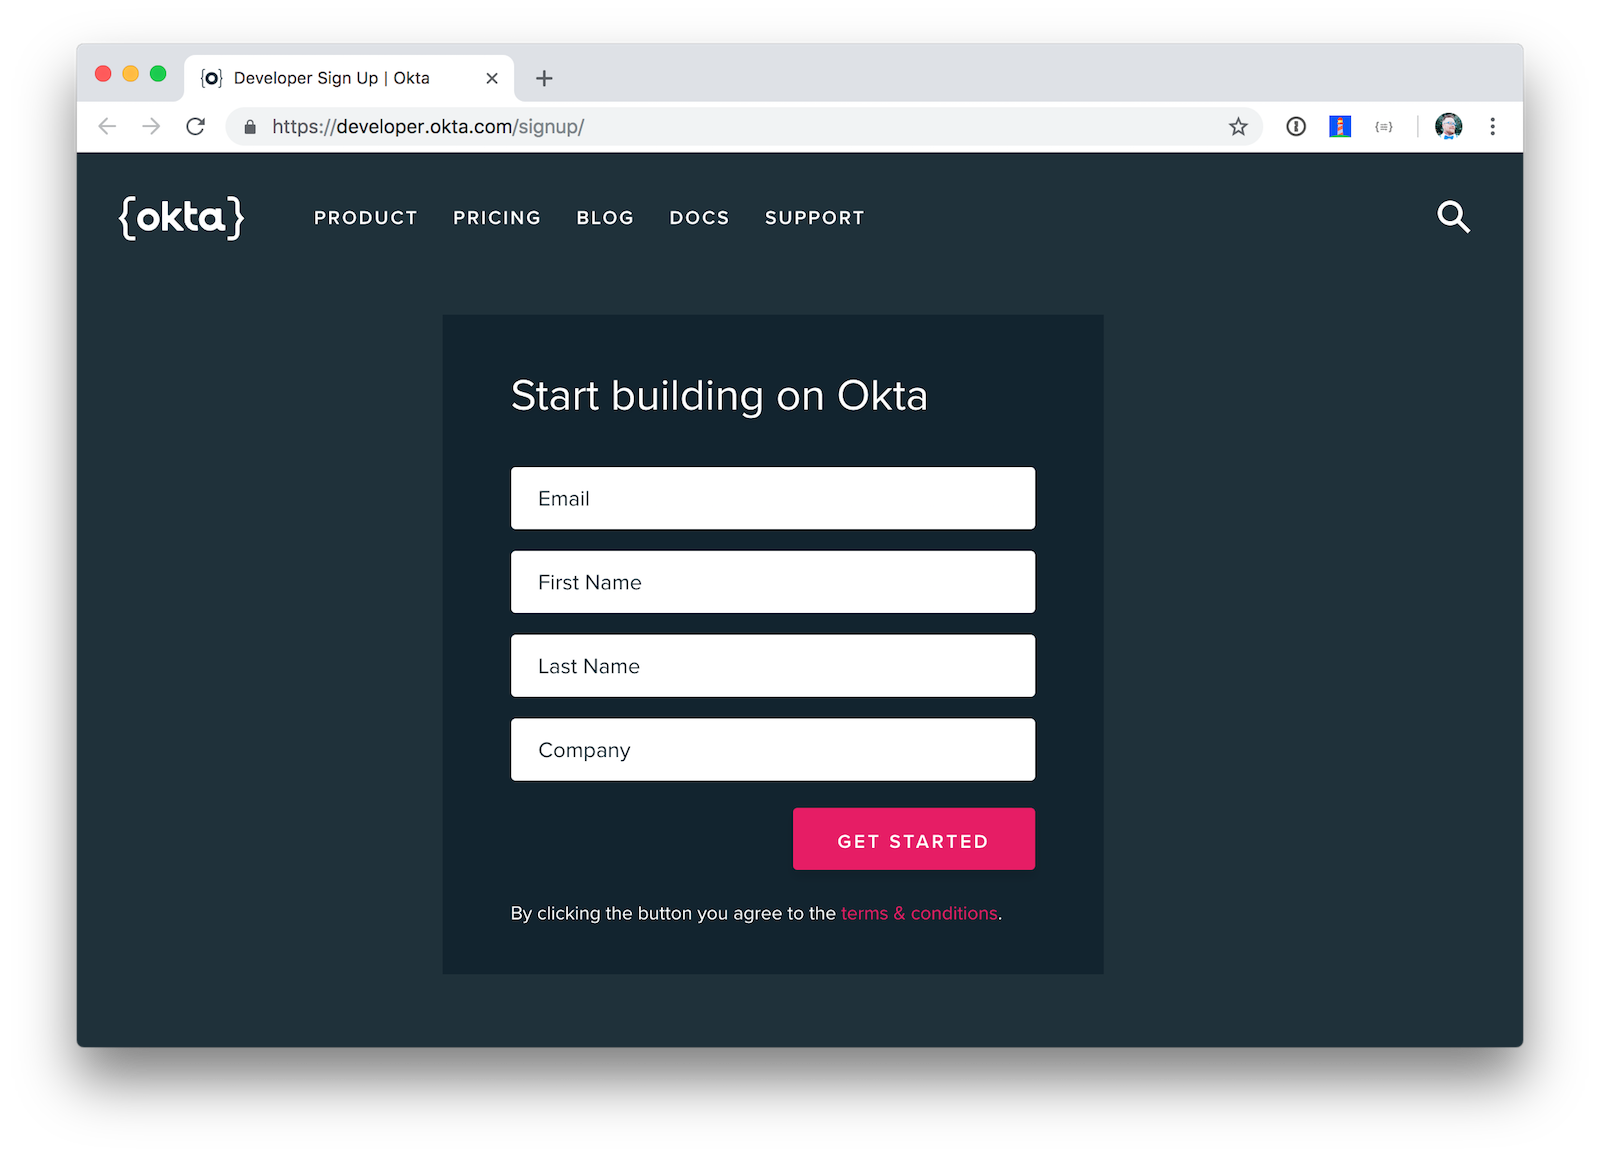 Developer Sign Up | Okta
https://developer.okta.com/signup/
{okta} PRODUCT PRICING BLOG DOCS SUPPORT
Start building on Okta
Email
First Name
Last Name
Company
GET STARTED
By clicking the button you agree to the terms & conditions.